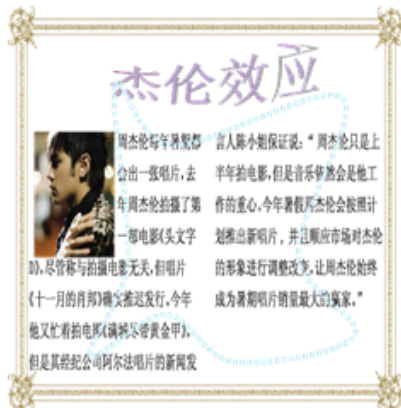 杰伦效应
周杰伦每年暑期都
会出一张唱片,去
年周杰伦拍摄了第
一部电影《头文字
D》,尽管称与拍摄电影无关,但唱片
《十一月的肖邦》确实推迟发行。今年
他又忙着拍电影《满城尽带黄金甲》,
但是其经纪公司阿尔法唱片的新闻发
言人陈小姐保证说:“周杰伦只是上
半年拍电影,但是音乐依然会是他工
作的重心。今年暑假周杰伦会按照计
划推出新唱片,并且顺应市场对杰伦
的形象进行调整改变,让周杰伦始终
成为暑期唱片销量最大的赢家。”